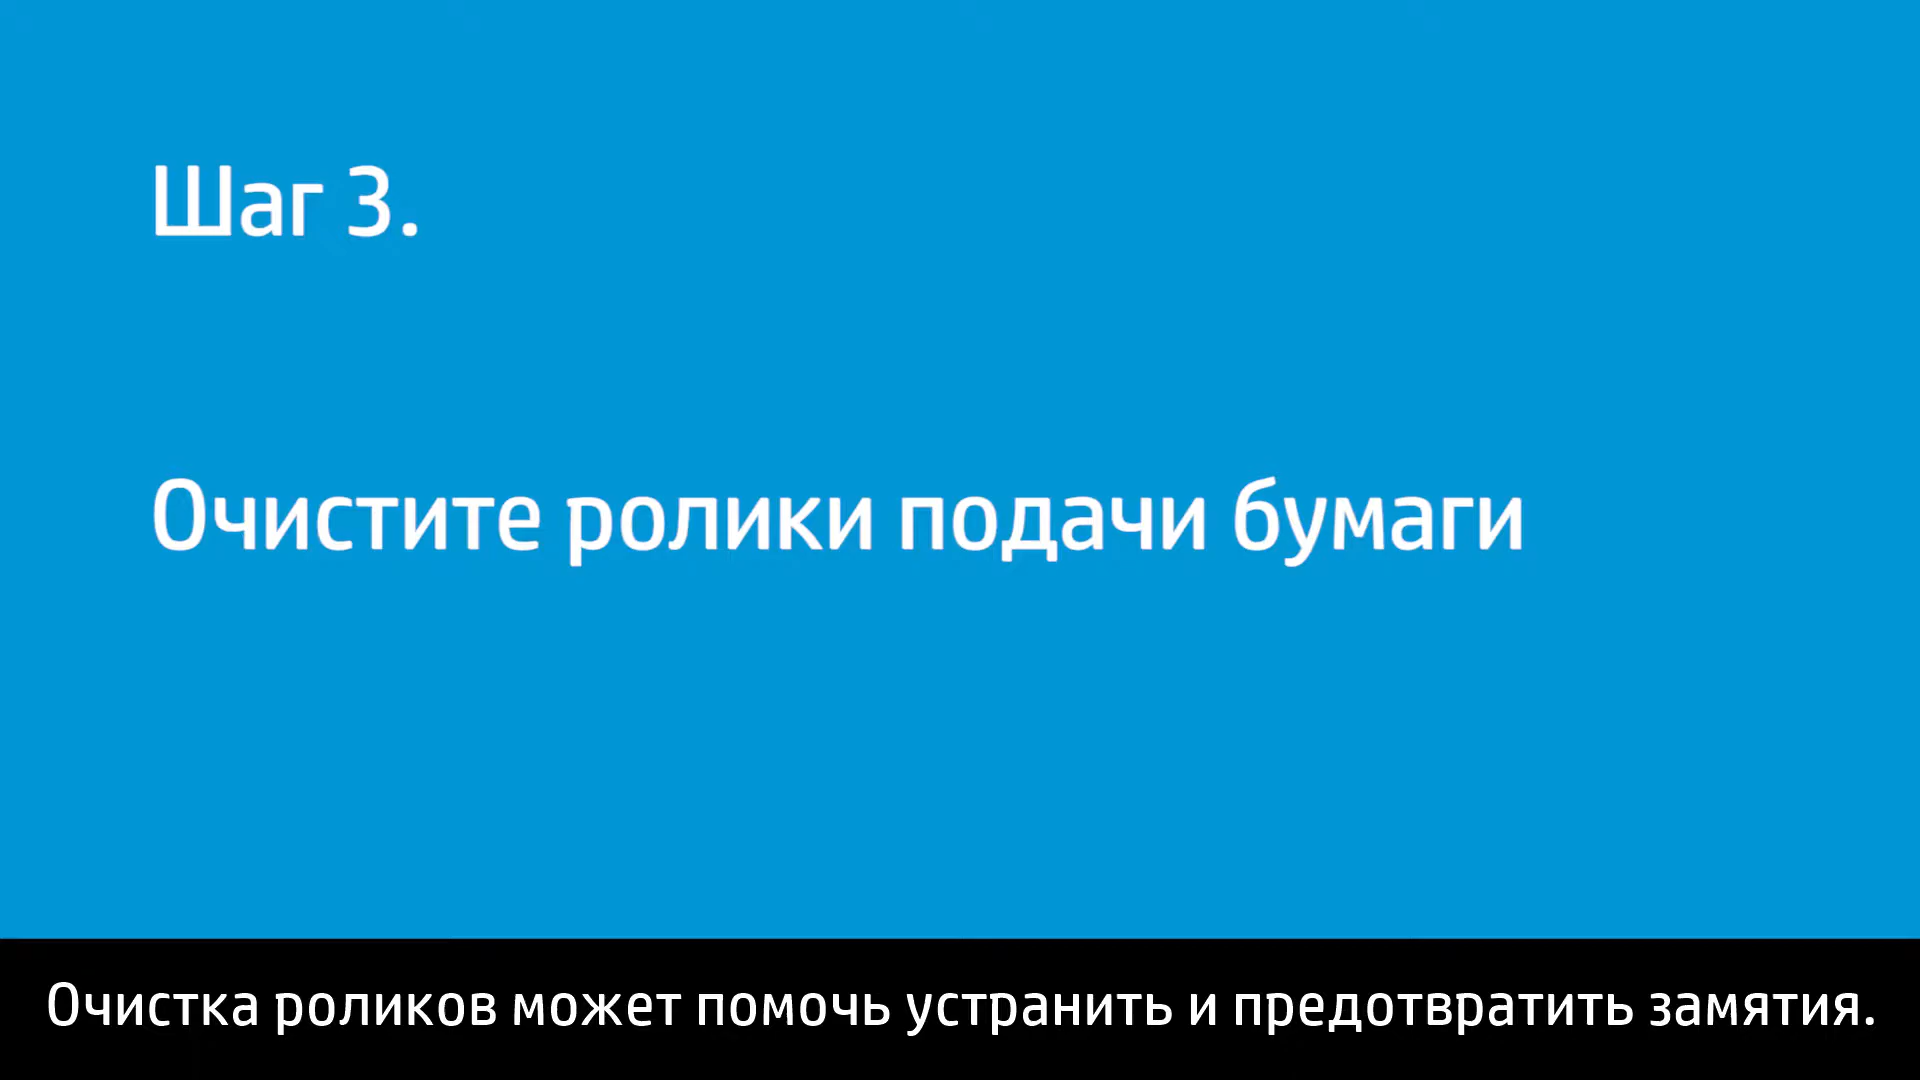 Шаг 3.
Очистите ролики подачи бумаги
Очистка роликов может помочь устранить и предотвратить замятия.